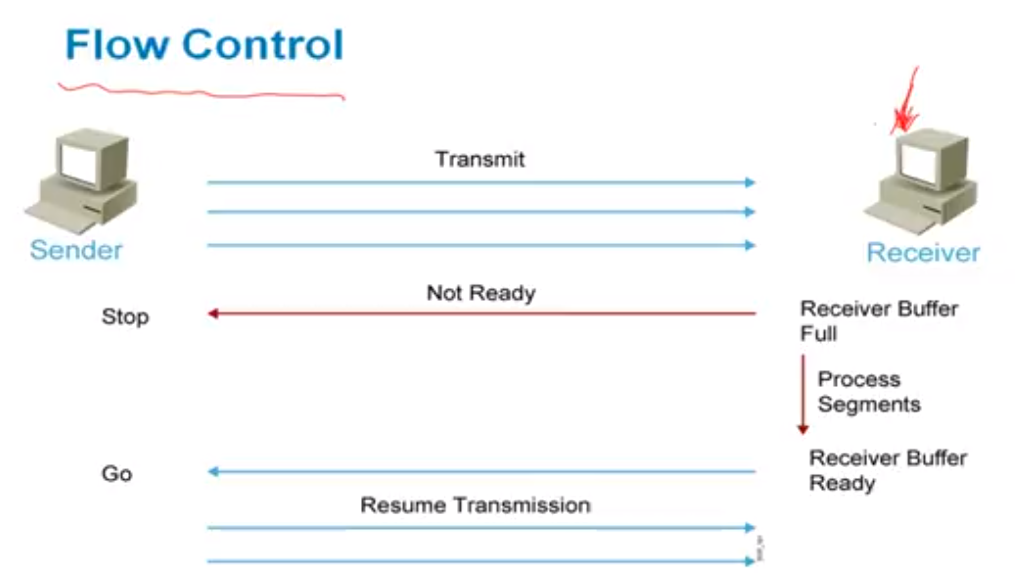 Flow Control
Transmit
Sender
Receiver
Not Ready
Stop
Receiver Buffer
Full
Process
Segments
Go
Receiver Buffer
Ready
Resume Transmission